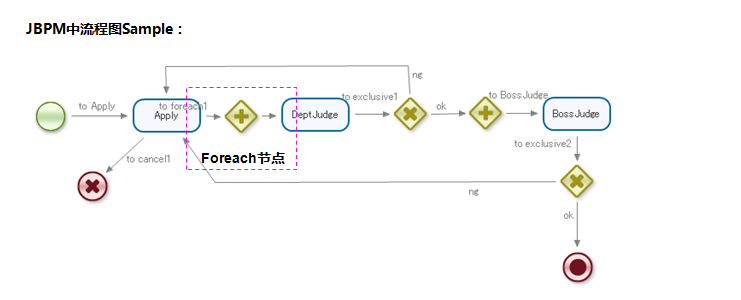 JBPM中流程图Sample：
ng
to Apply
to foreach1
Apply
DeptJudge
to exclusive1
ok
to BossJudge
BossJudge
to cancel1
Foreach节点
to exclusive2
ng
ok